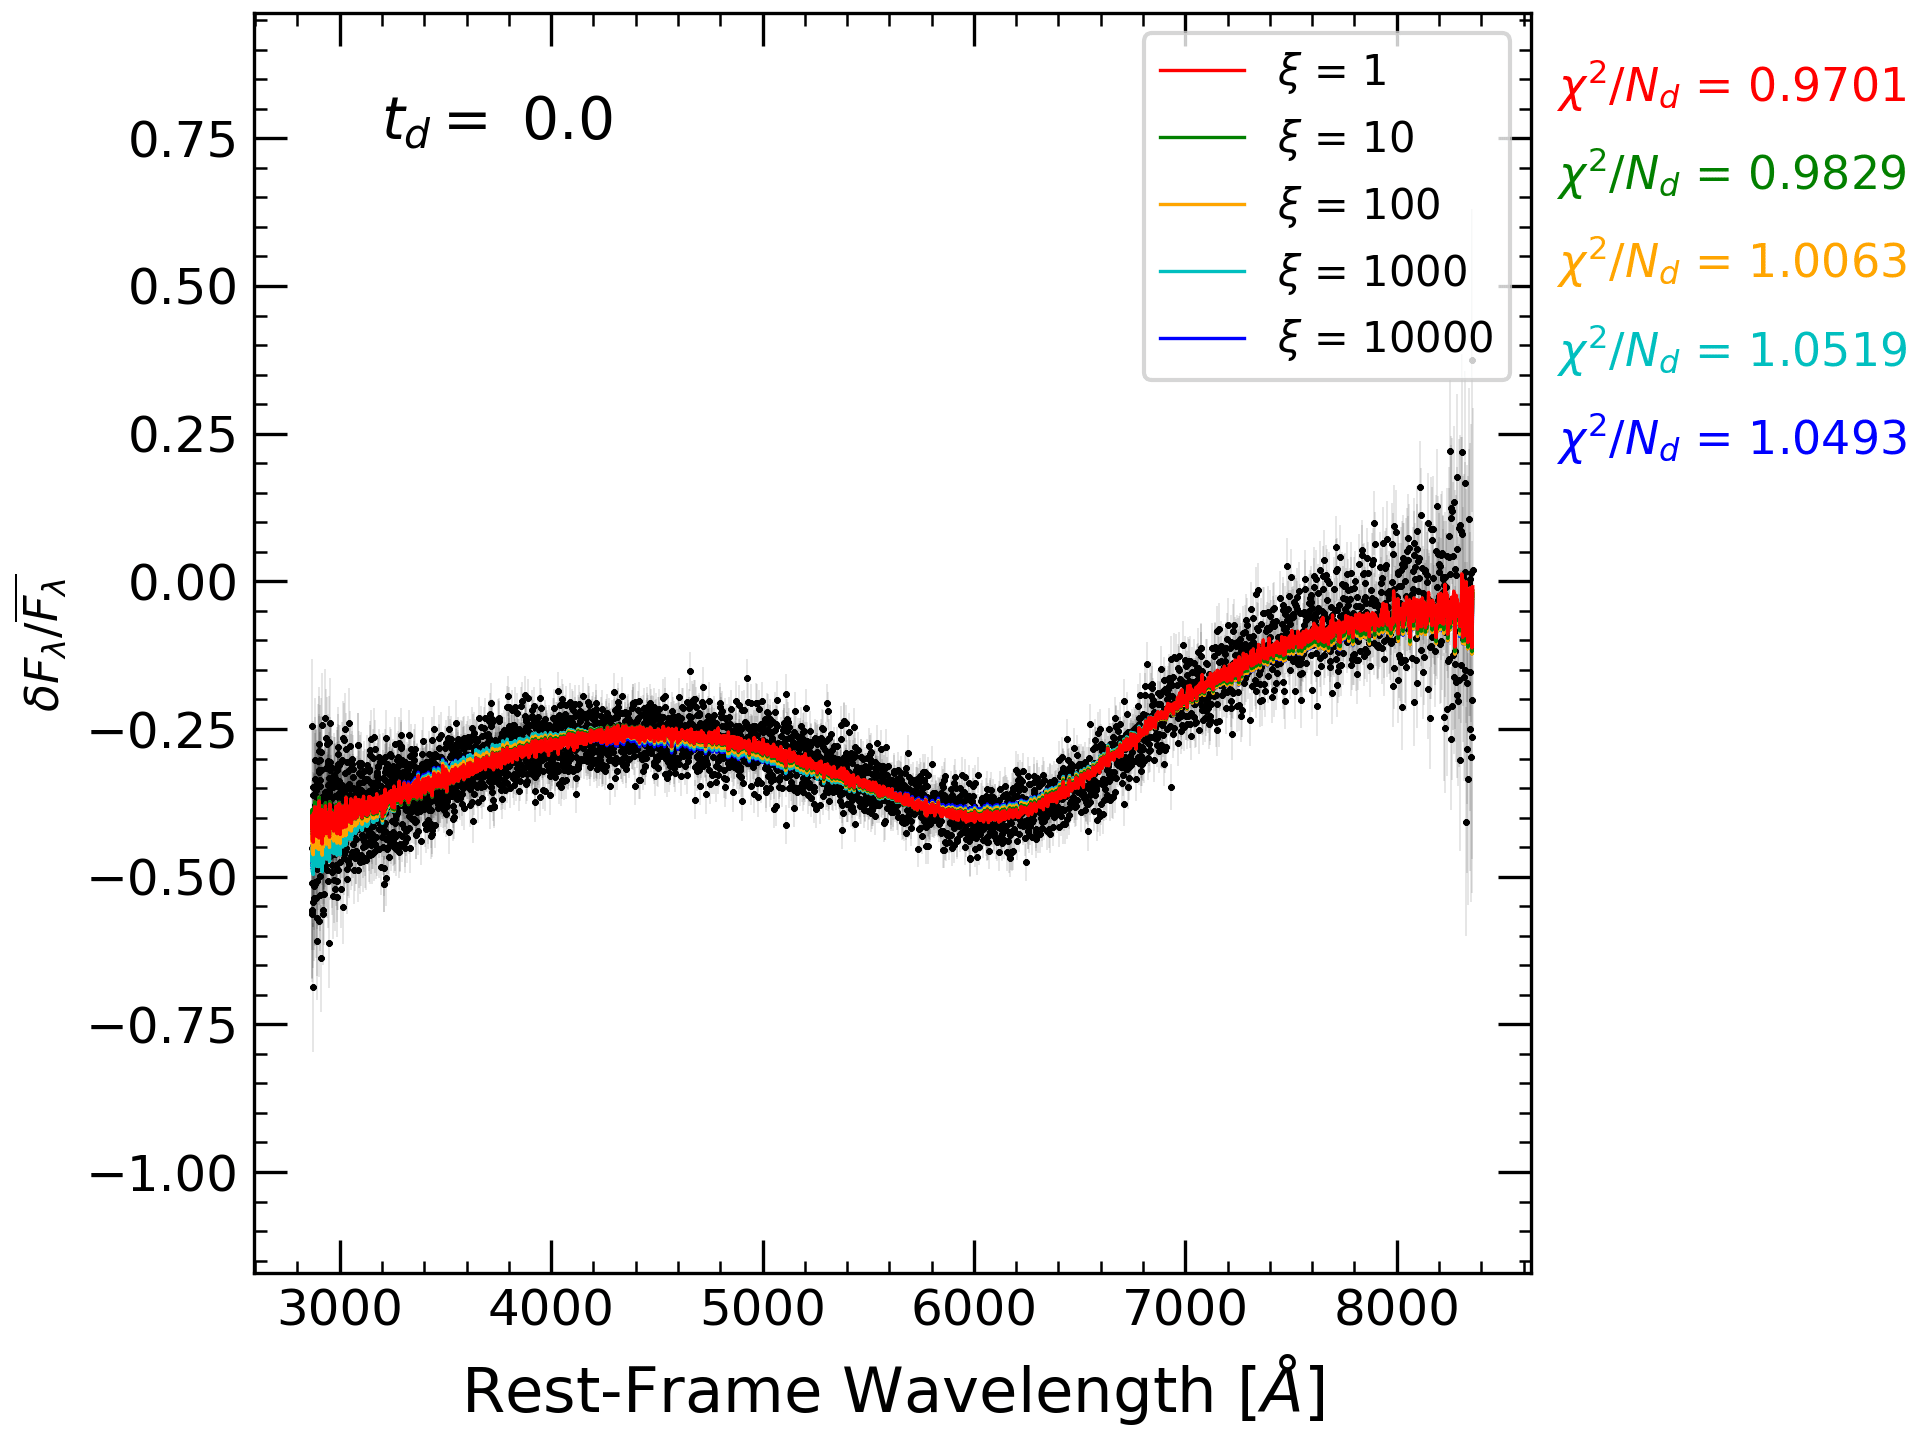 t_d = 0.0
ξ = 1
ξ = 10
ξ = 100
ξ = 1000
ξ = 10000
χ²/N_d = 0.9701
χ²/N_d = 0.9829
χ²/N_d = 1.0063
χ²/N_d = 1.0519
χ²/N_d = 1.0493
0.75
0.50
0.25
0.00
−0.25
−0.50
−0.75
−1.00
δF_λ/F̅_λ
3000 4000 5000 6000 7000 8000
Rest-Frame Wavelength [Å]